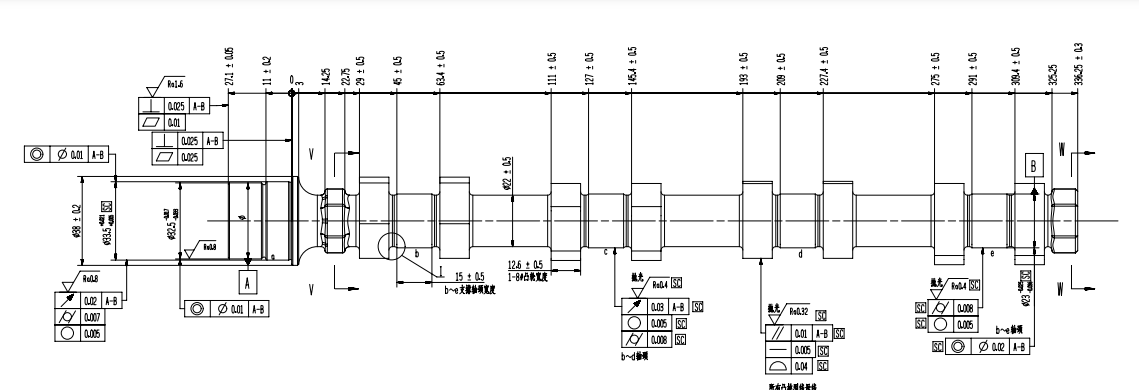 27.1 ± 0.05
11 ± 0.2
0
3
14.25
22.75
29 ± 0.5
45 ± 0.5
63.4 ± 0.5
111 ± 0.5
127 ± 0.5
145.4 ± 0.5
193 ± 0.5
209 ± 0.5
227.4 ± 0.5
275 ± 0.5
291 ± 0.5
309.4 ± 0.5
325.25
336.25 ± 0.3
Ra1.6
0.025 A-B
0.01
0.025 A-B
0.025
Ø 0.01 A-B
V
W
B
Ø38 ± 0.2
Ø33.5
SC
Ø32.5
Ø
Ø22 ± 0.5
Ra0.8
a
A
b
c
d
e
I
Ra0.8
0.02 A-B
0.007
0.005
Ø 0.01 A-B
V
15 ± 0.5
b~e支撑轴颈宽度
12.6 ± 0.5
1-8#凸轮宽度
抛光
Ra0.4 SC
0.03 A-B SC
0.005 SC
0.008 SC
b~d轴颈
抛光
Ra0.32
SC
0.01 A-B SC
0.005 SC
0.04 SC
抛光
Ra0.4 SC
SC 0.008
SC 0.005
Ø23
SC
W
b~e轴颈
SC Ø 0.02 A-B